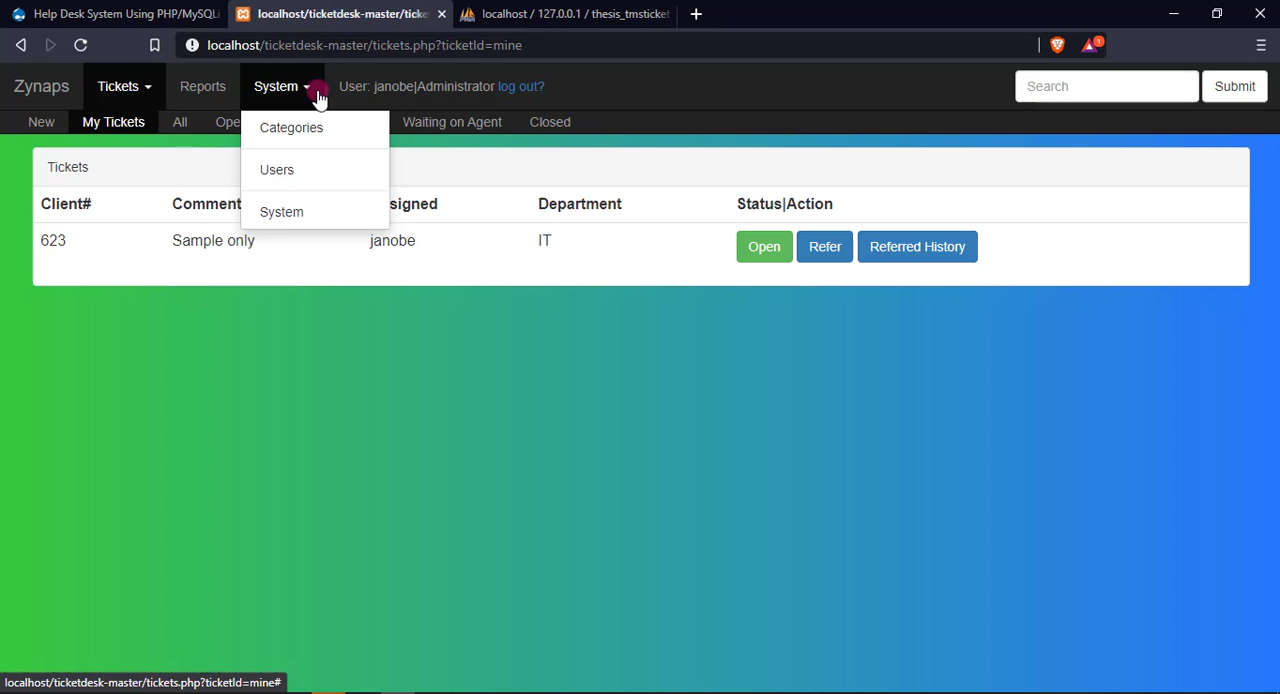 Help Desk System Using PHP/MySQLi
localhost/ticketdesk-master/ticke
localhost / 127.0.0.1 / thesis_tmsticket
localhost/ticketdesk-master/tickets.php?ticketId=mine
1
Zynaps Tickets Reports System User: janobe|Administrator log out? Search Submit
New My Tickets All Ope Waiting on Agent Closed
Categories
Users
System
Tickets
Client# Comment signed Department Status|Action
623 Sample only janobe IT Open Refer Referred History
localhost/ticketdesk-master/tickets.php?ticketId=mine#